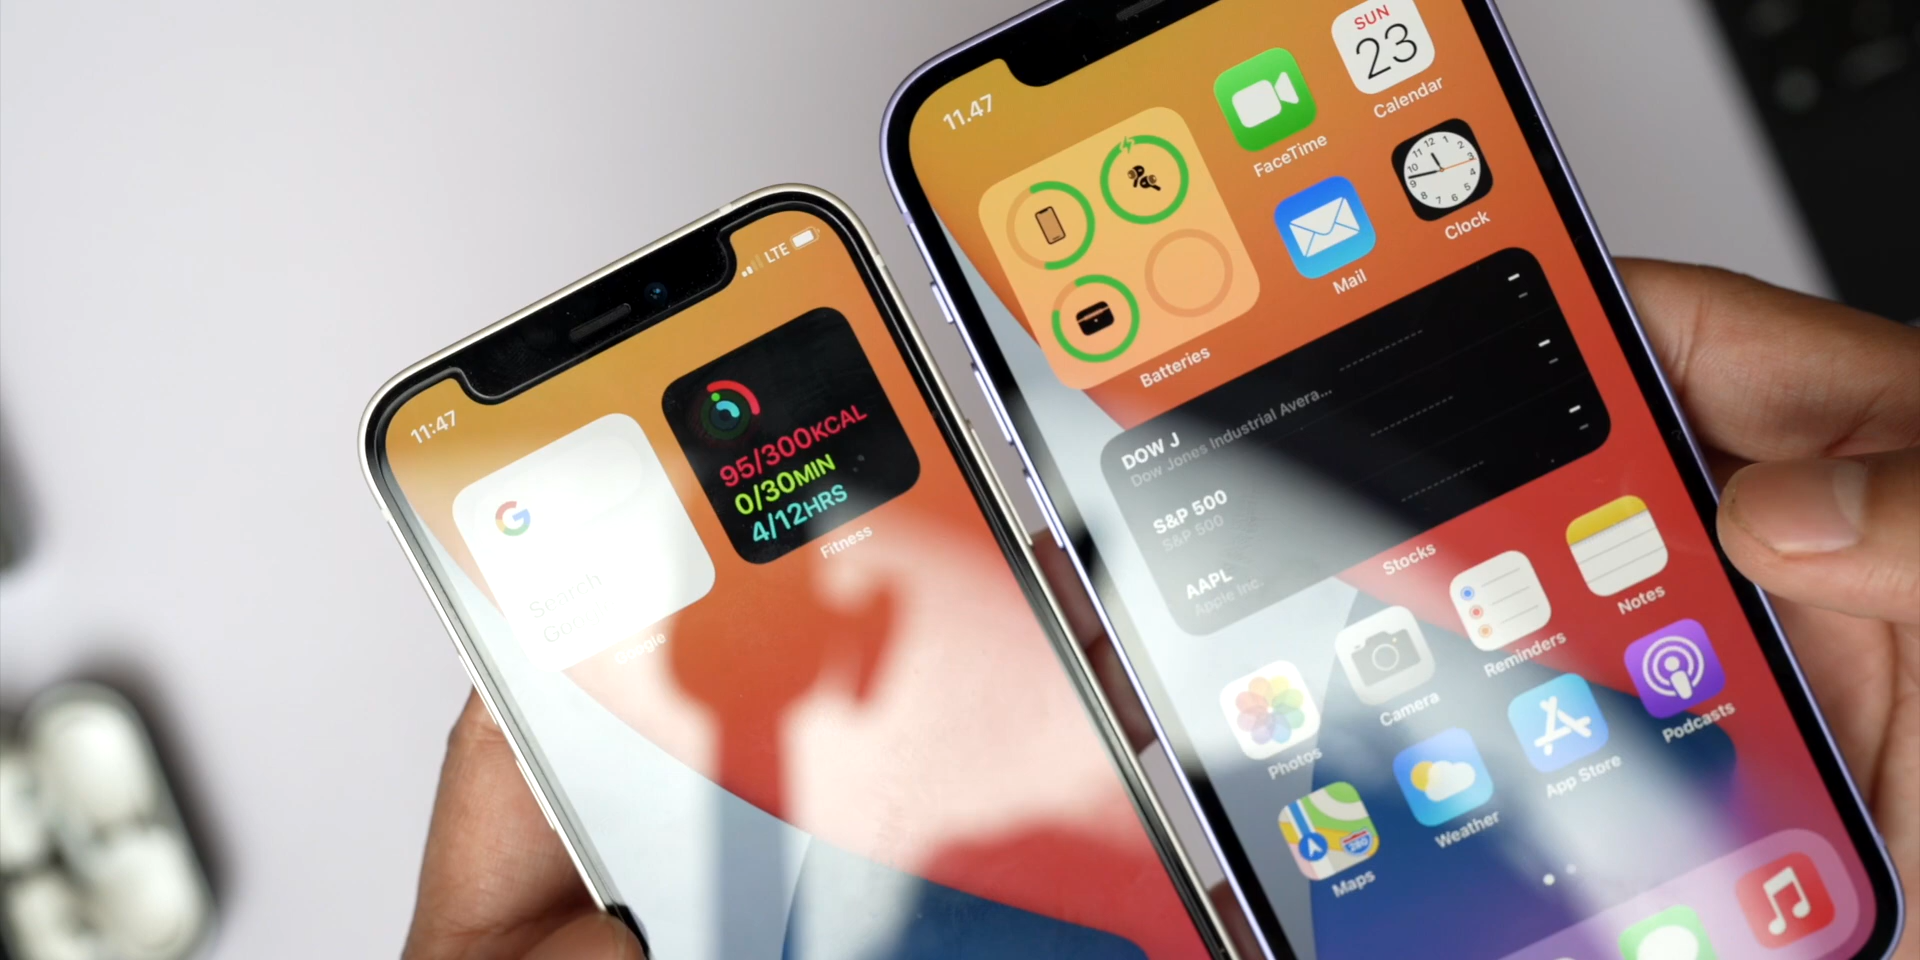 11:47
LTE
G
Search
95/300KCAL
0/30MIN
4/12HRS
Fitness
11.47
Batteries
FaceTime
SUN
23
Calendar
Mail
Clock
DOW J
Dow Jones Industrial Avera...
S&P 500
S&P 500
AAPL
Apple Inc.
Stocks
Photos
Camera
Reminders
Notes
Maps
280
Weather
App Store
Podcasts